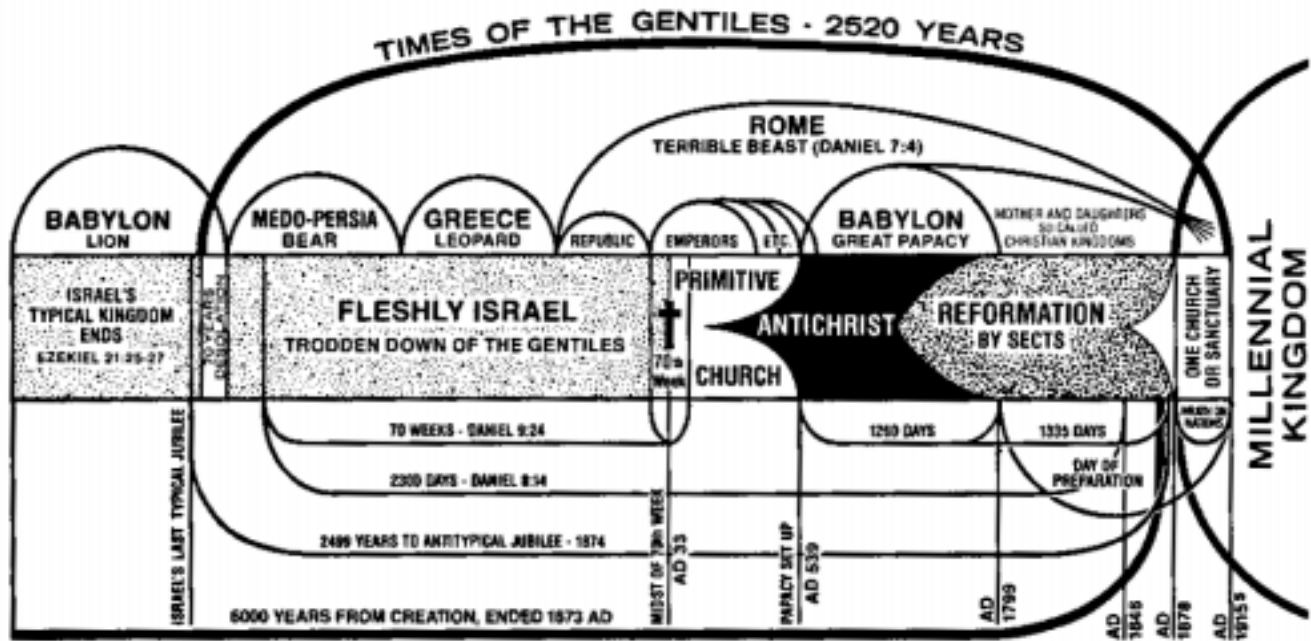 TIMES OF THE GENTILES - 2520 YEARS
ROME
TERRIBLE BEAST (DANIEL 7:4)
BABYLON
LION
MEDO-PERSIA
BEAR
GREECE
LEOPARD
REPUBLIC
EMPERORS
ETC.
BABYLON
GREAT PAPACY
MOTHER AND DAUGHTERS
SO CALLED
CHRISTIAN KINGDOMS
ISRAEL'S
TYPICAL KINGDOM
ENDS
EZEKIEL 21:25-27
70 YEARS
DESOLATION
FLESHLY ISRAEL
TRODDEN DOWN OF THE GENTILES
70th
Week
PRIMITIVE
CHURCH
ANTICHRIST
REFORMATION
BY SECTS
ONE CHURCH
OR SANCTUARY
MILLENNIAL
KINGDOM
70 WEEKS - DANIEL 9:24
1260 DAYS
1335 DAYS
NATIONS
2300 DAYS - DANIEL 8:14
DAY OF
PREPARATION
2499 YEARS TO ANTITYPICAL JUBILEE - 1874
6000 YEARS FROM CREATION, ENDED 1873 AD
ISRAEL'S LAST TYPICAL JUBILEE
MIDST OF 70th WEEK
AD 33
PAPACY SET UP
AD 539
AD
1799
AD
1846
AD
1878
AD